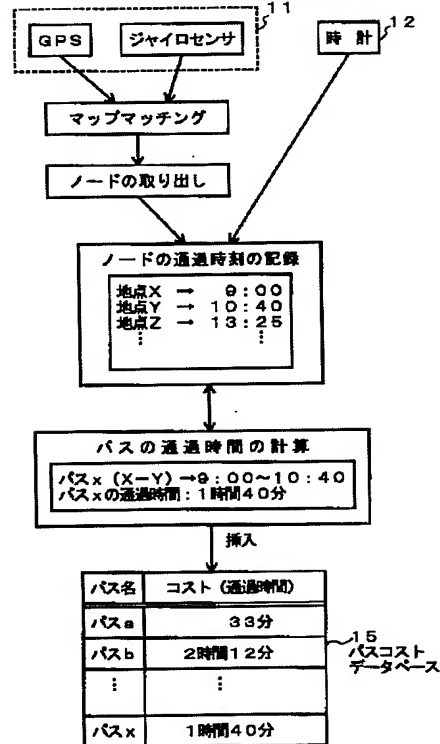 11
GPS
ジャイロセンサ
時 計
12
マップマッチング
ノードの取り出し
ノードの通過時刻の記録
地点X → 9:00
地点Y → 10:40
地点Z → 13:25
⋮ ⋮
パスの通過時間の計算
パスx (X-Y)→9:00~10:40
パスxの通過時間:1時間40分
挿入
パス名 コスト (通過時間)
パスa 33分
パスb 2時間12分
⋮ ⋮
パスx 1時間40分
15
パスコスト
データベース